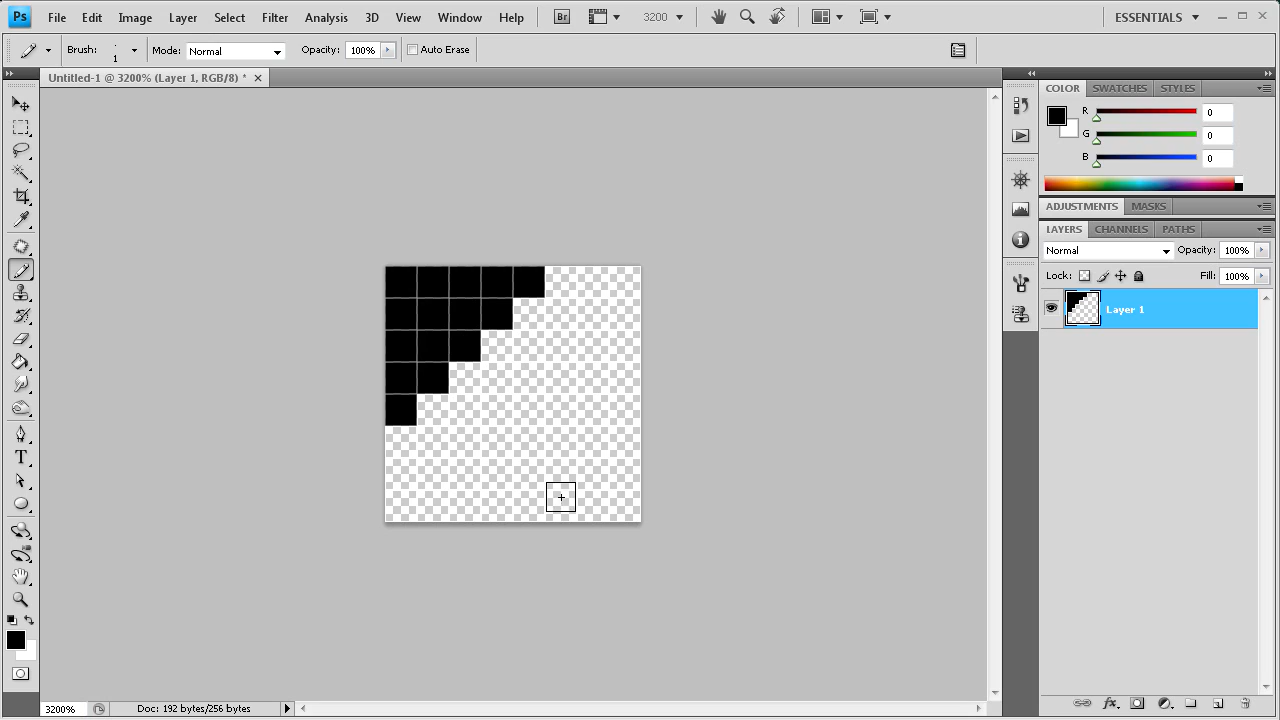 Ps File Edit Image Layer Select Filter Analysis 3D View Window Help Br 3200 ESSENTIALS
Brush: 1 Mode: Normal Opacity: 100% Auto Erase
Untitled-1 @ 3200% (Layer 1, RGB/8) *
COLOR SWATCHES STYLES
R 0
G 0
B 0
ADJUSTMENTS MASKS
LAYERS CHANNELS PATHS
Normal Opacity: 100%
Lock: Fill: 100%
Layer 1
T
fx
3200% Doc: 192 bytes/256 bytes